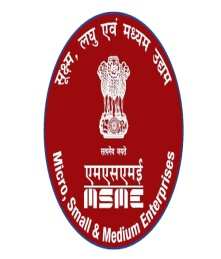 सूक्ष्म, लघु एवं मध्यम उद्यम
सत्यमेव जयते
एमएसएमई
MSME
Micro, Small & Medium Enterprises